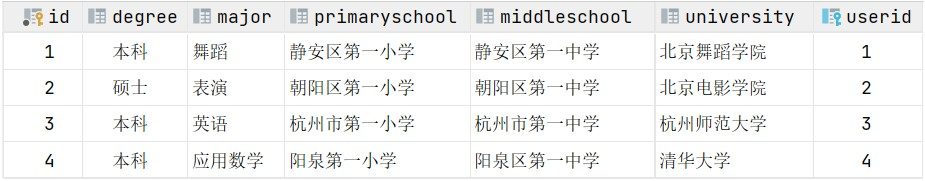 id degree major primaryschool middleschool university userid
1 本科 舞蹈 静安区第一小学 静安区第一中学 北京舞蹈学院 1
2 硕士 表演 朝阳区第一小学 朝阳区第一中学 北京电影学院 2
3 本科 英语 杭州市第一小学 杭州市第一中学 杭州师范大学 3
4 本科 应用数学 阳泉第一小学 阳泉区第一中学 清华大学 4